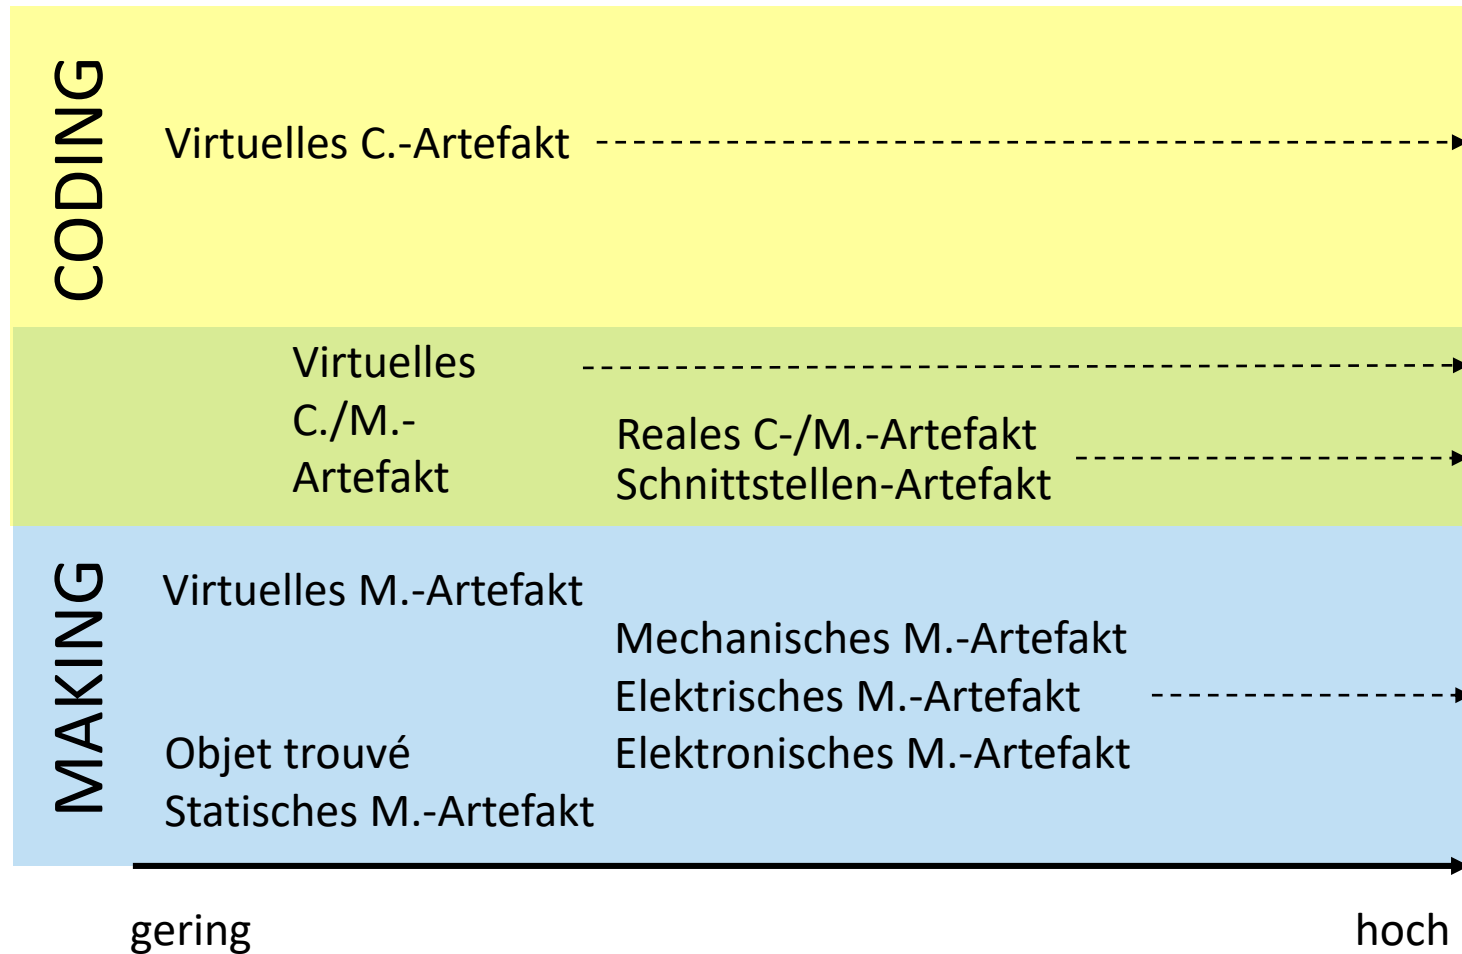 CODING
Virtuelles C.-Artefakt
Virtuelles
C./M.-
Artefakt
Reales C-/M.-Artefakt
Schnittstellen-Artefakt
MAKING
Virtuelles M.-Artefakt
Mechanisches M.-Artefakt
Elektrisches M.-Artefakt
Elektronisches M.-Artefakt
Objet trouvé
Statisches M.-Artefakt
gering
hoch